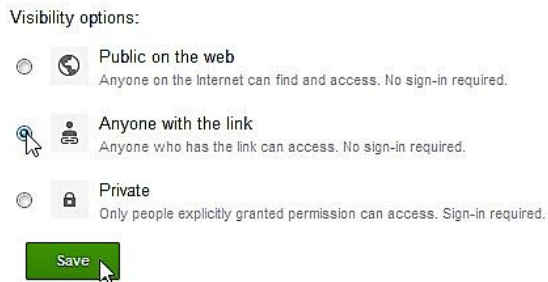 Visibility options:
Public on the web
Anyone on the Internet can find and access. No sign-in required.
Anyone with the link
Anyone who has the link can access. No sign-in required.
Private
Only people explicitly granted permission can access. Sign-in required.
Save